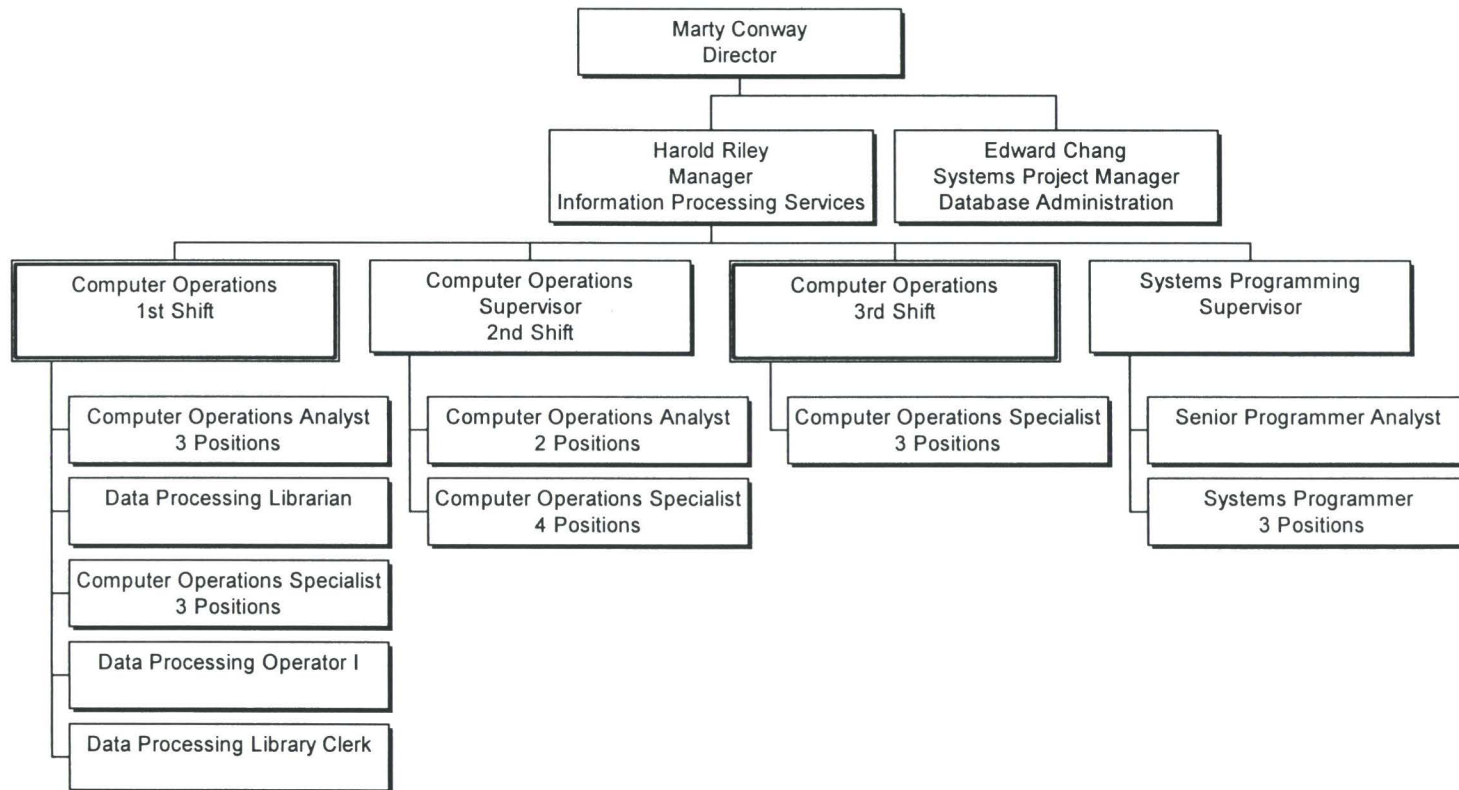 Marty Conway
Director
Harold Riley
Manager
Information Processing Services
Edward Chang
Systems Project Manager
Database Administration
Computer Operations
1st Shift
Computer Operations
Supervisor
2nd Shift
Computer Operations
3rd Shift
Systems Programming
Supervisor
Computer Operations Analyst
3 Positions
Data Processing Librarian
Computer Operations Specialist
3 Positions
Data Processing Operator I
Data Processing Library Clerk
Computer Operations Analyst
2 Positions
Computer Operations Specialist
4 Positions
Computer Operations Specialist
3 Positions
Senior Programmer Analyst
Systems Programmer
3 Positions